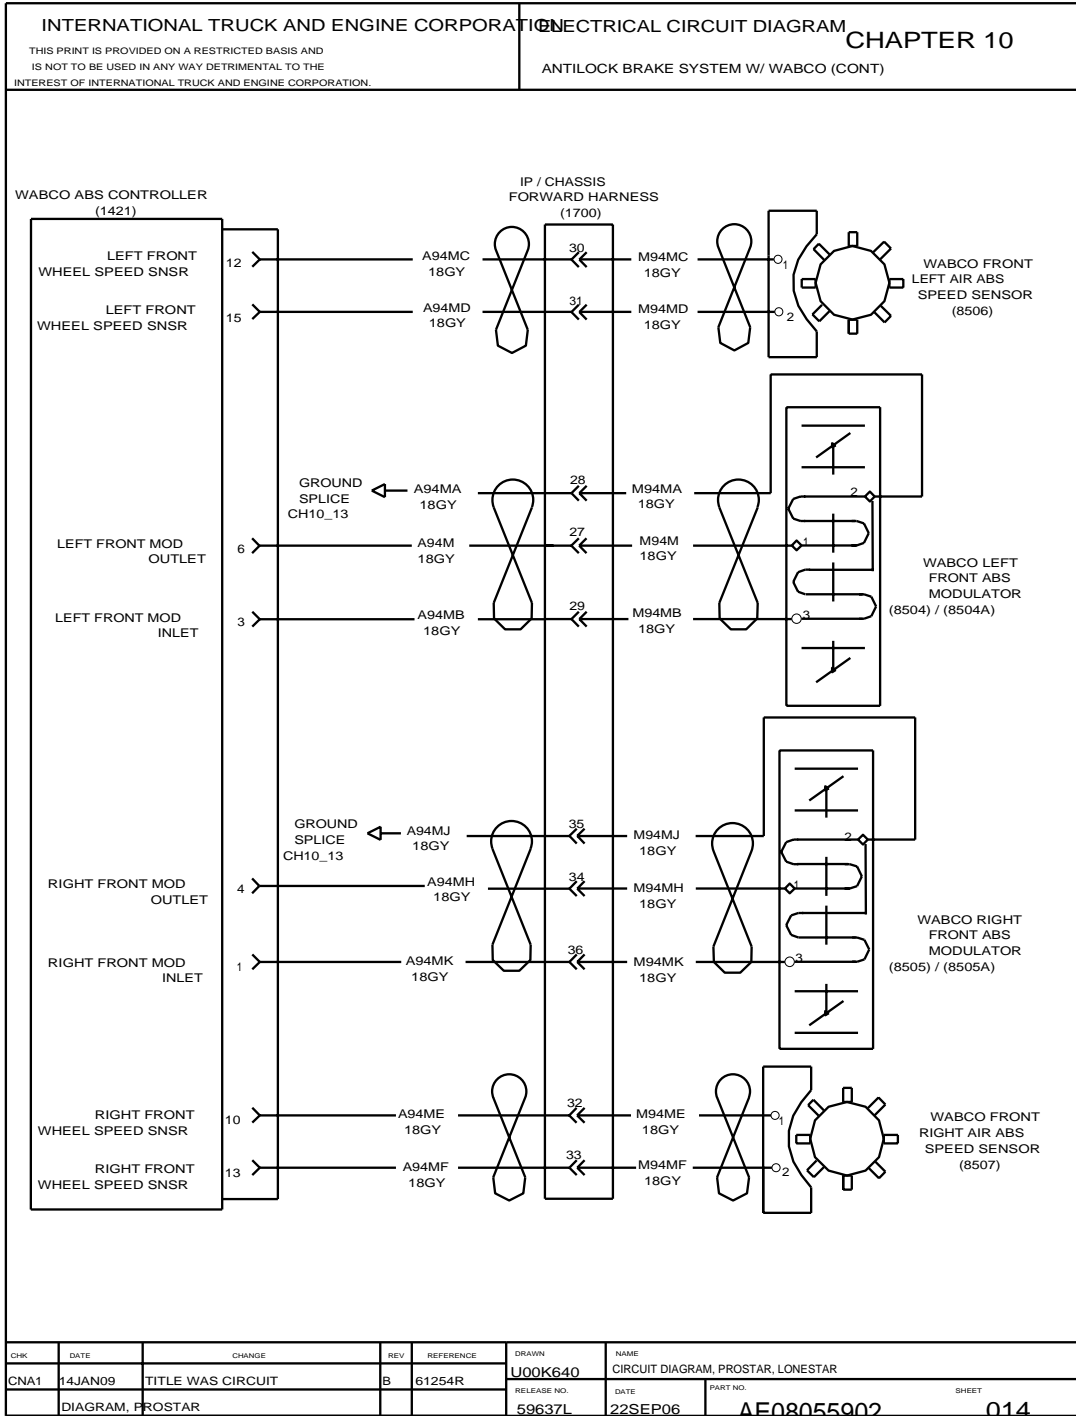 INTERNATIONAL TRUCK AND ENGINE CORPORATION
THIS PRINT IS PROVIDED ON A RESTRICTED BASIS AND
IS NOT TO BE USED IN ANY WAY DETRIMENTAL TO THE
INTEREST OF INTERNATIONAL TRUCK AND ENGINE CORPORATION.
ELECTRICAL CIRCUIT DIAGRAM
CHAPTER 10
ANTILOCK BRAKE SYSTEM W/ WABCO (CONT)
WABCO ABS CONTROLLER
(1421)
IP / CHASSIS
FORWARD HARNESS
(1700)
LEFT FRONT
WHEEL SPEED SNSR
12
A94MC
18GY
30
M94MC
18GY
1
LEFT FRONT
WHEEL SPEED SNSR
15
A94MD
18GY
31
M94MD
18GY
2
WABCO FRONT
LEFT AIR ABS
SPEED SENSOR
(8506)
GROUND
SPLICE
CH10_13
A94MA
18GY
28
M94MA
18GY
2
LEFT FRONT MOD
OUTLET
6
A94M
18GY
27
M94M
18GY
1
LEFT FRONT MOD
INLET
3
A94MB
18GY
29
M94MB
18GY
3
WABCO LEFT
FRONT ABS
MODULATOR
(8504) / (8504A)
GROUND
SPLICE
CH10_13
A94MJ
18GY
35
M94MJ
18GY
2
RIGHT FRONT MOD
OUTLET
4
A94MH
18GY
34
M94MH
18GY
1
RIGHT FRONT MOD
INLET
1
A94MK
18GY
36
M94MK
18GY
3
WABCO RIGHT
FRONT ABS
MODULATOR
(8505) / (8505A)
RIGHT FRONT
WHEEL SPEED SNSR
10
A94ME
18GY
32
M94ME
18GY
1
RIGHT FRONT
WHEEL SPEED SNSR
13
A94MF
18GY
33
M94MF
18GY
2
WABCO FRONT
RIGHT AIR ABS
SPEED SENSOR
(8507)
CHK DATE CHANGE REV REFERENCE
CNA1 14JAN09 TITLE WAS CIRCUIT B 61254R
DIAGRAM, PROSTAR
DRAWN
U00K640
NAME
CIRCUIT DIAGRAM, PROSTAR, LONESTAR
RELEASE NO.
59637L
DATE
22SEP06
PART NO.
AE08055902
SHEET
014